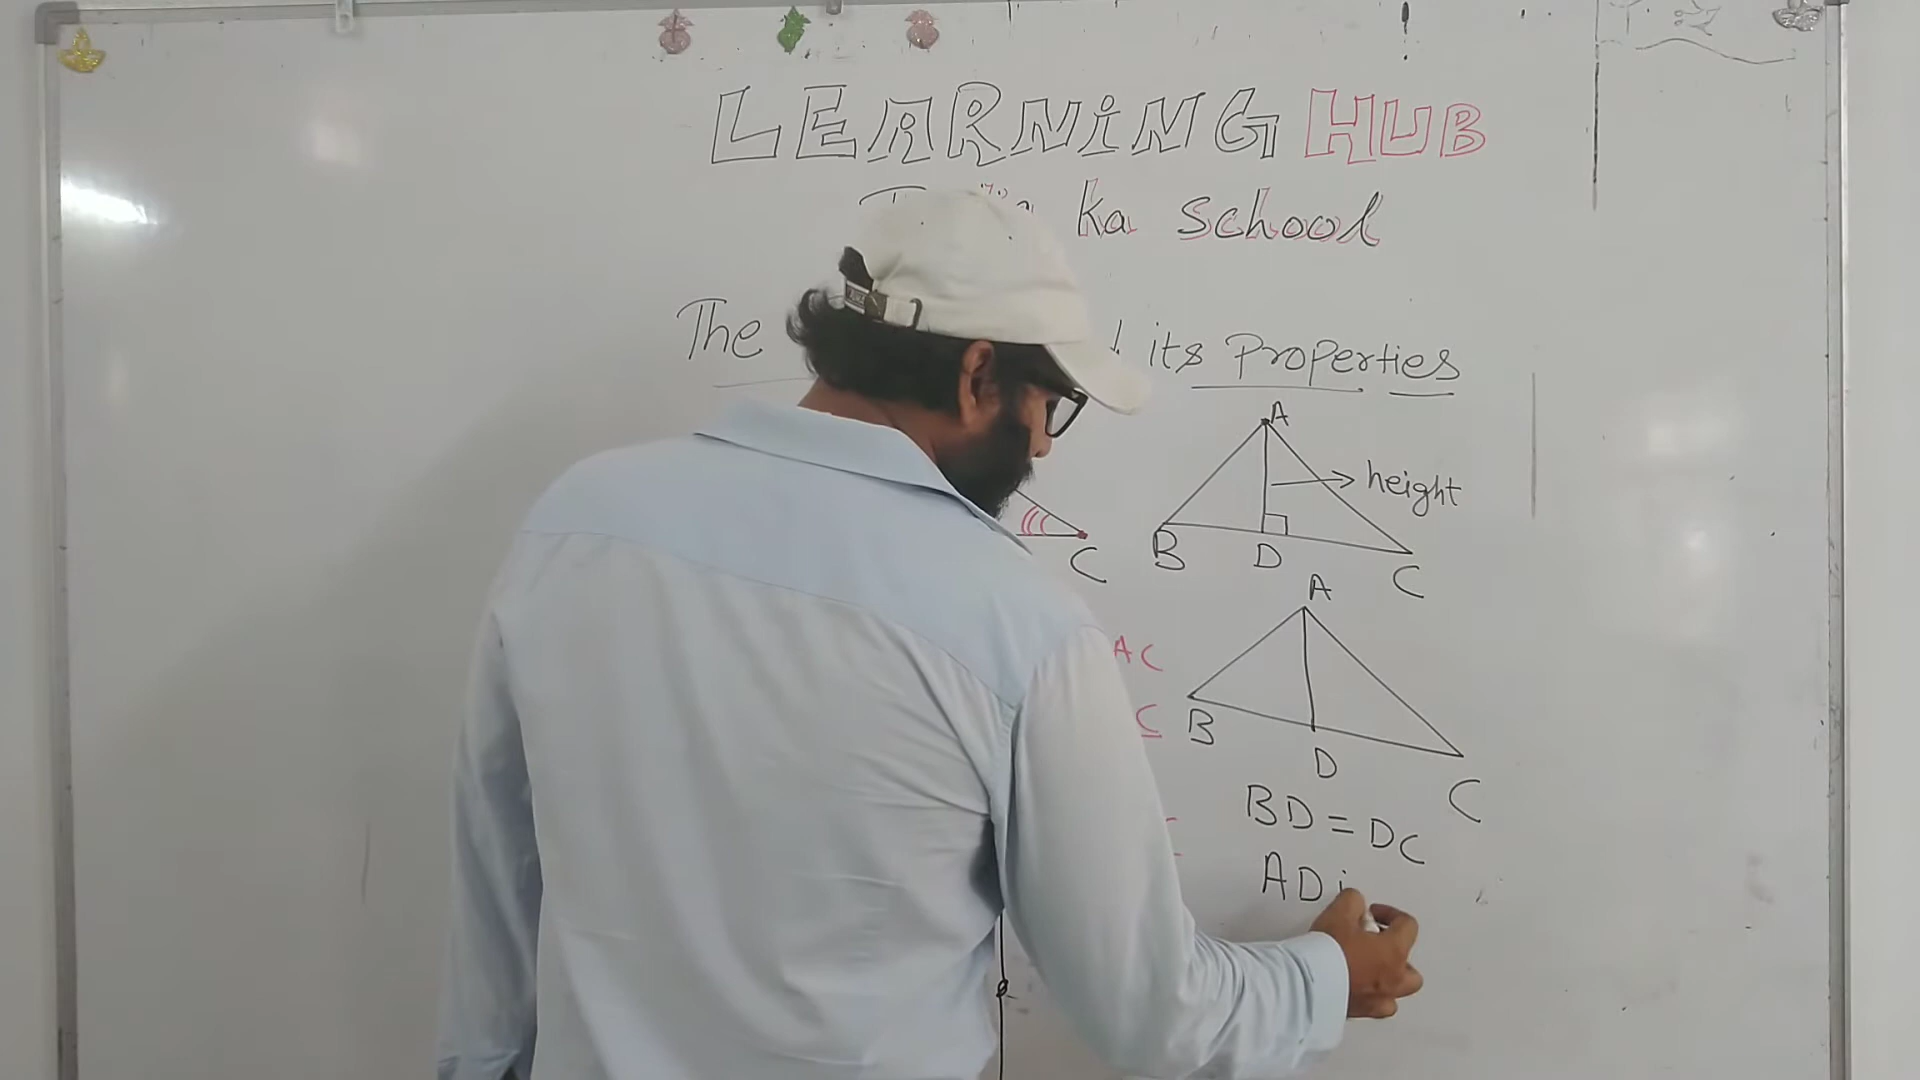 LEARNING HUB
ka school
The its Properties
A
height
B D C
C
A
AC
B
C
D
C
BD = DC
AD i